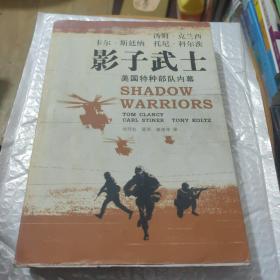 汤姆·克兰西
卡尔·斯廷纳 托尼·科尔茨
影子武士
美国特种部队内幕
SHADOW
WARRIORS
TOM CLANCY
CARL STINER TONY KOLTZ